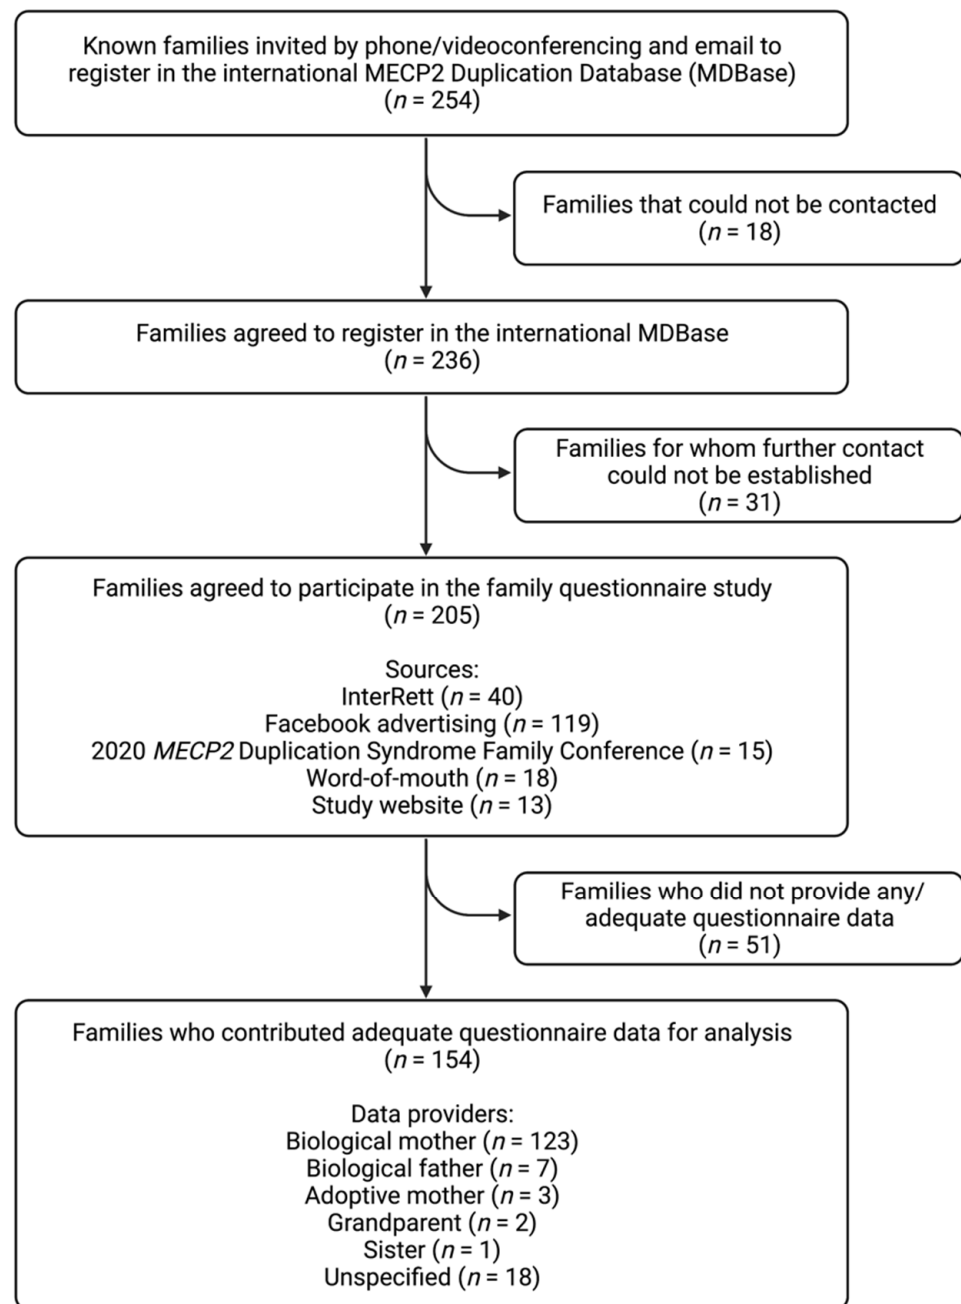 Known families invited by phone/videoconferencing and email to
register in the international MECP2 Duplication Database (MDBase)
(n = 254)
Families that could not be contacted
(n = 18)
Families agreed to register in the international MDBase
(n = 236)
Families for whom further contact
could not be established
(n = 31)
Families agreed to participate in the family questionnaire study
(n = 205)
Sources:
InterRett (n = 40)
Facebook advertising (n = 119)
2020 MECP2 Duplication Syndrome Family Conference (n = 15)
Word-of-mouth (n = 18)
Study website (n = 13)
Families who did not provide any/
adequate questionnaire data
(n = 51)
Families who contributed adequate questionnaire data for analysis
(n = 154)
Data providers:
Biological mother (n = 123)
Biological father (n = 7)
Adoptive mother (n = 3)
Grandparent (n = 2)
Sister (n = 1)
Unspecified (n = 18)